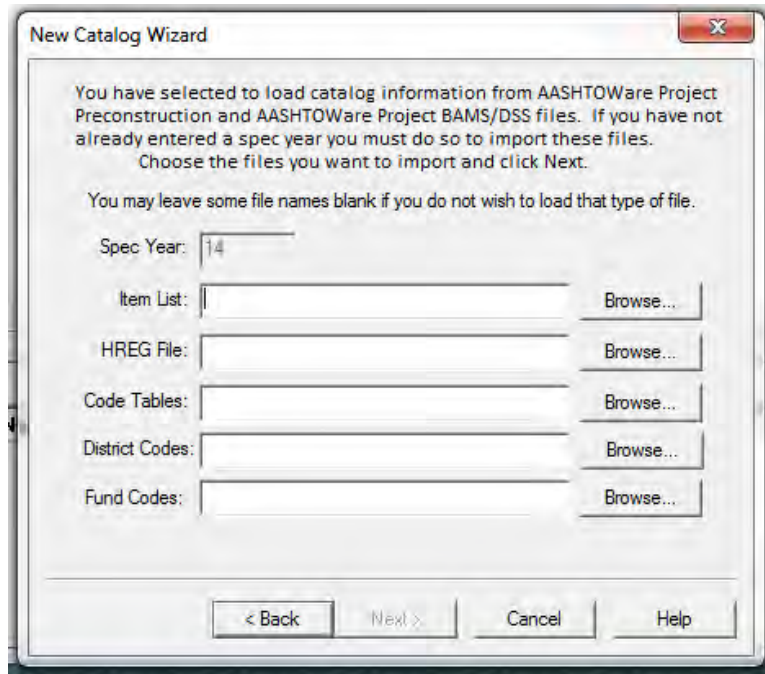 New Catalog Wizard
X
You have selected to load catalog information from AASHTOWare Project
Preconstruction and AASHTOWare Project BAMS/DSS files. If you have not
already entered a spec year you must do so to import these files.
Choose the files you want to import and click Next.
You may leave some file names blank if you do not wish to load that type of file.
Spec Year: 14
Item List: Browse...
HREG File: Browse...
Code Tables: Browse...
District Codes: Browse...
Fund Codes: Browse...
< Back Next > Cancel Help